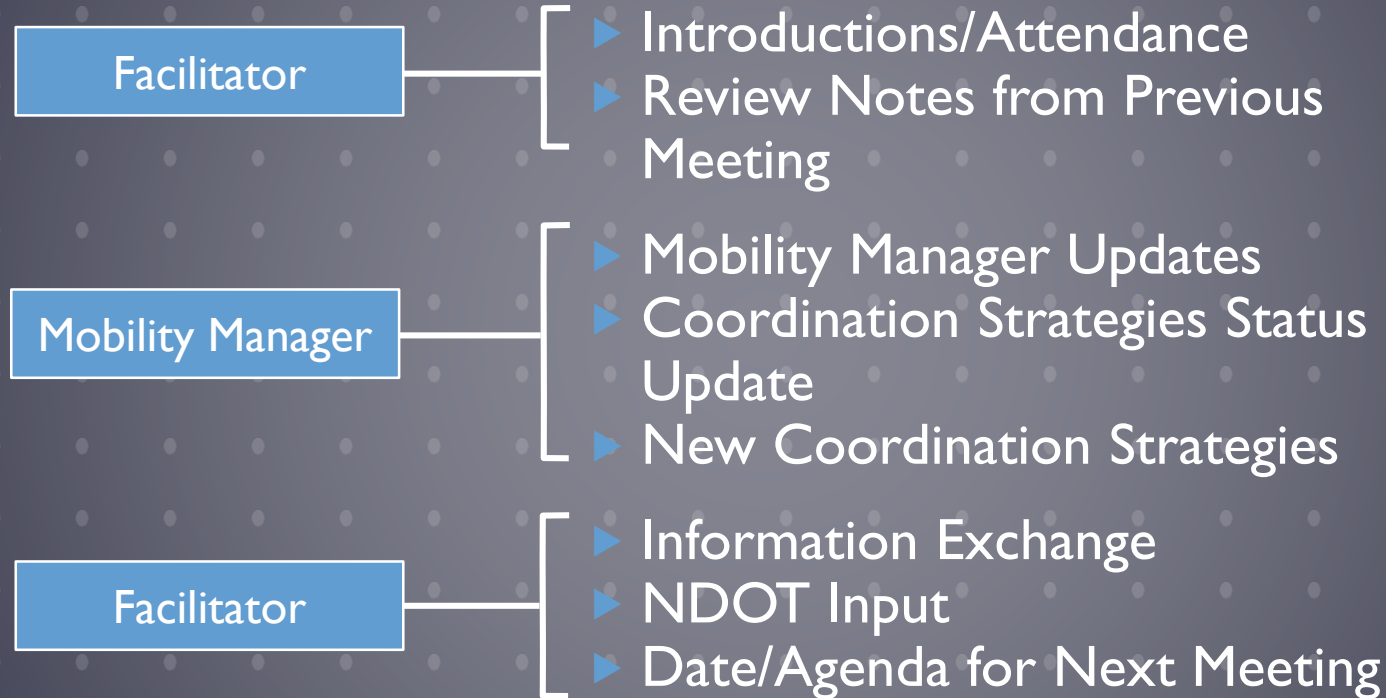 Facilitator
Introductions/Attendance
Review Notes from Previous
Meeting
Mobility Manager
Mobility Manager Updates
Coordination Strategies Status
Update
New Coordination Strategies
Facilitator
Information Exchange
NDOT Input
Date/Agenda for Next Meeting